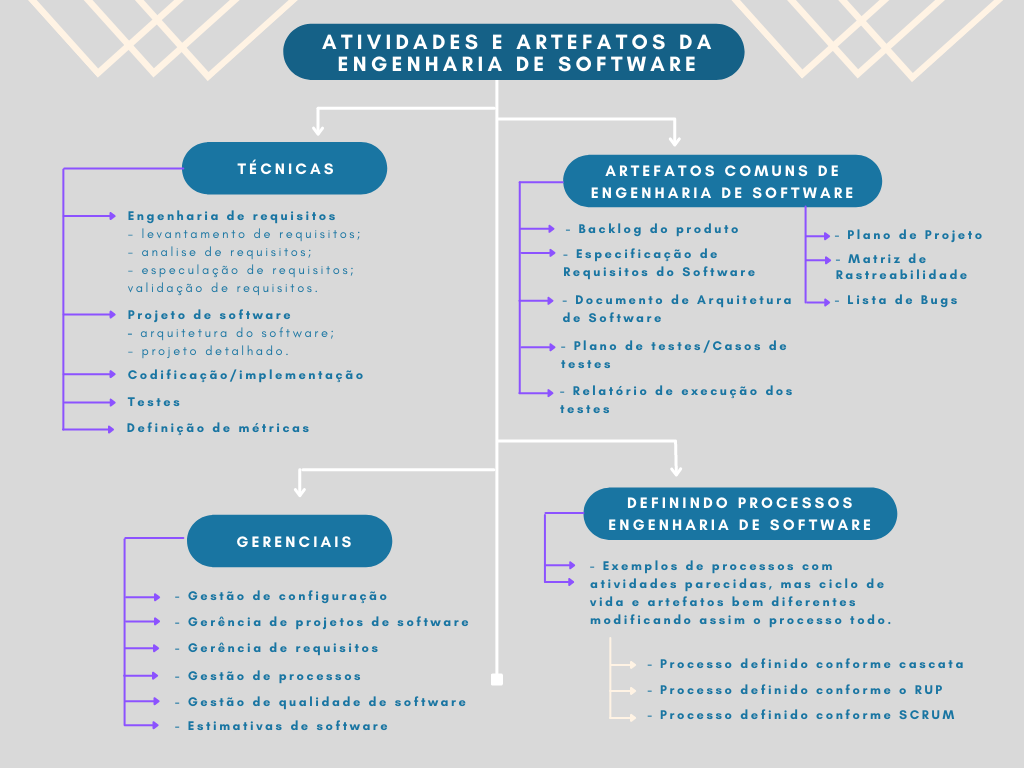 ATIVIDADES E ARTEFATOS DA
ENGENHARIA DE SOFTWARE
TÉCNICAS
Engenharia de requisitos
- levantamento de requisitos;
- analise de requisitos;
- especulação de requisitos;
validação de requisitos.
Projeto de software
- arquitetura do software;
- projeto detalhado.
Codificação/implementação
Testes
Definição de métricas
ARTEFATOS COMUNS DE
ENGENHARIA DE SOFTWARE
- Backlog do produto
- Especificação de
Requisitos do Software
- Documento de Arquitetura
de Software
- Plano de testes/Casos de
testes
- Relatório de execução dos
testes
- Plano de Projeto
- Matriz de
Rastreabilidade
- Lista de Bugs
GERENCIAIS
- Gestão de configuração
- Gerência de projetos de software
- Gerência de requisitos
- Gestão de processos
- Gestão de qualidade de software
- Estimativas de software
DEFININDO PROCESSOS
ENGENHARIA DE SOFTWARE
- Exemplos de processos com
atividades parecidas, mas ciclo de
vida e artefatos bem diferentes
modificando assim o processo todo.
- Processo definido conforme cascata
- Processo definido conforme o RUP
- Processo definido conforme SCRUM